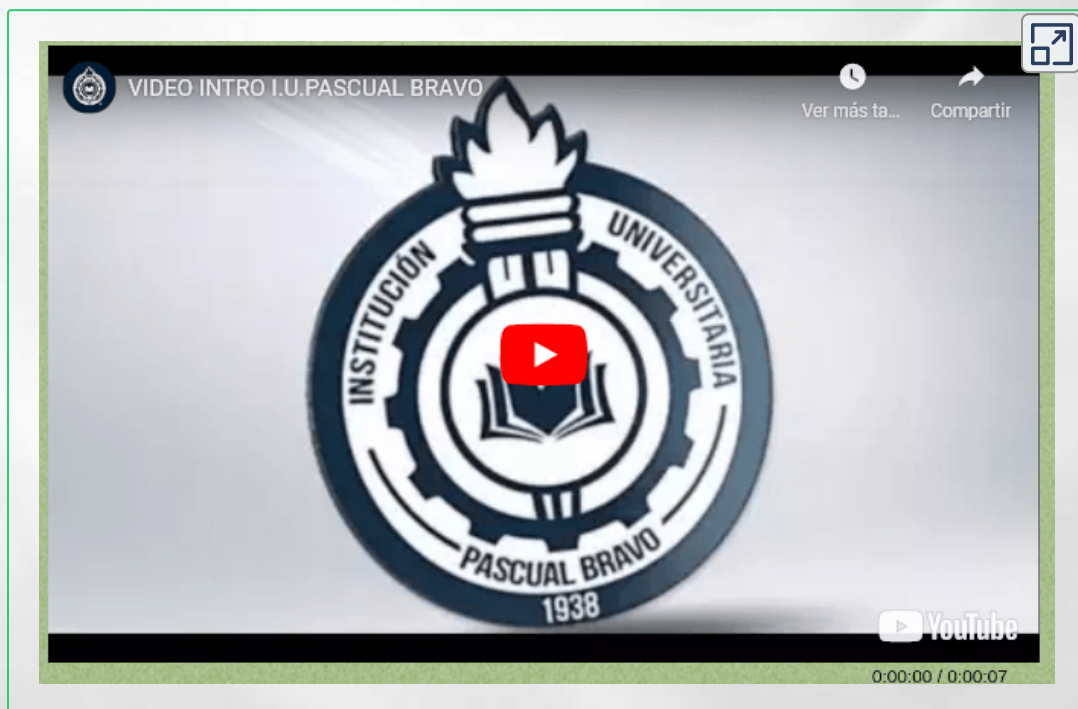 VIDEO INTRO I.U.PASCUAL BRAVO
Ver más ta...
Compartir
INSTITUCIÓN
UNIVERSITARIA
PASCUAL BRAVO
1938
YouTube
0:00:00 / 0:00:07